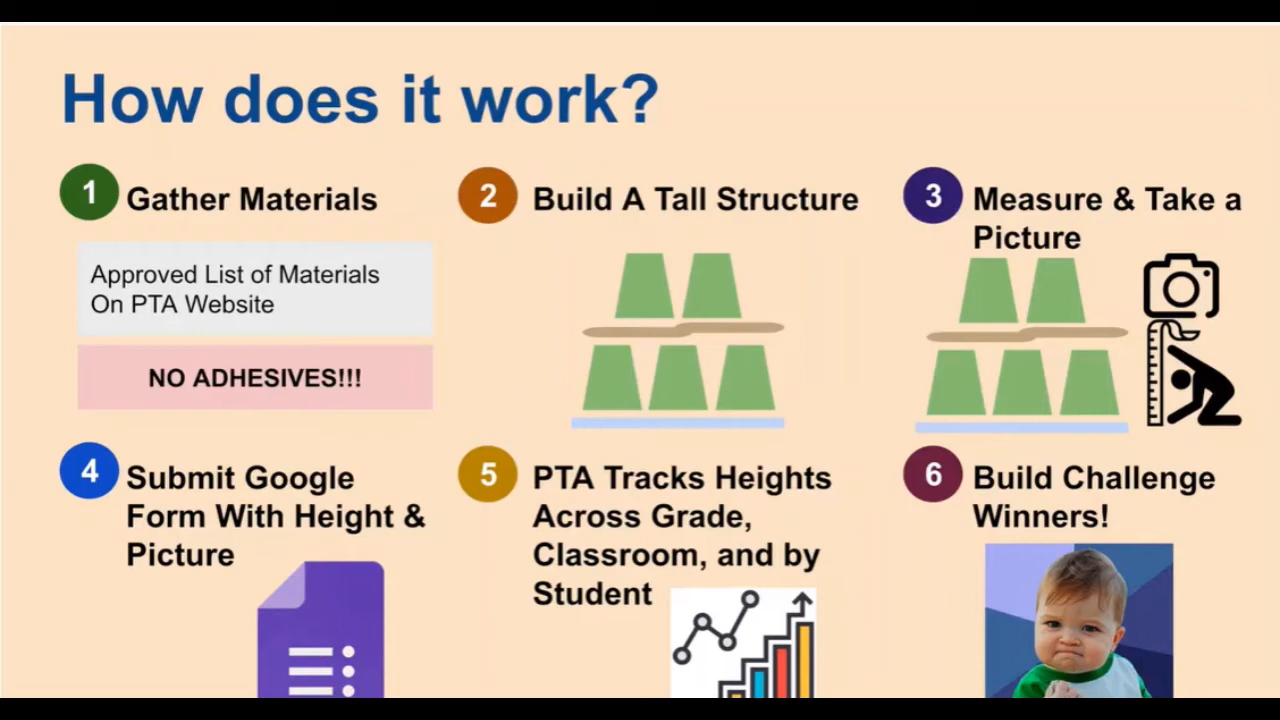 How does it work?
1
Gather Materials
Approved List of Materials
On PTA Website
NO ADHESIVES!!!
2
Build A Tall Structure
3
Measure & Take a
Picture
4
Submit Google
Form With Height &
Picture
5
PTA Tracks Heights
Across Grade,
Classroom, and by
Student
6
Build Challenge
Winners!